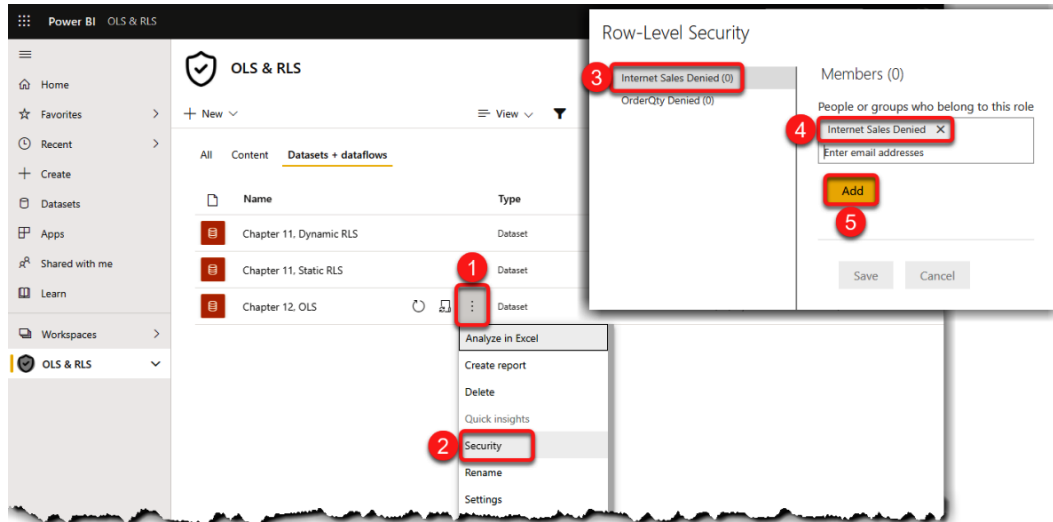 Power BI OLS & RLS
Home
Favorites
Recent
Create
Datasets
Apps
Shared with me
Learn
Workspaces
OLS & RLS
OLS & RLS
New
View
All Content Datasets + dataflows
Name Type
Chapter 11, Dynamic RLS Dataset
Chapter 11, Static RLS Dataset
1
Chapter 12, OLS Dataset
Analyze in Excel
Create report
Delete
Quick insights
2 Security
Rename
Settings
Row-Level Security
3 Internet Sales Denied (0)
OrderQty Denied (0)
Members (0)
People or groups who belong to this role
4 Internet Sales Denied X
Enter email addresses
Add
5
Save Cancel